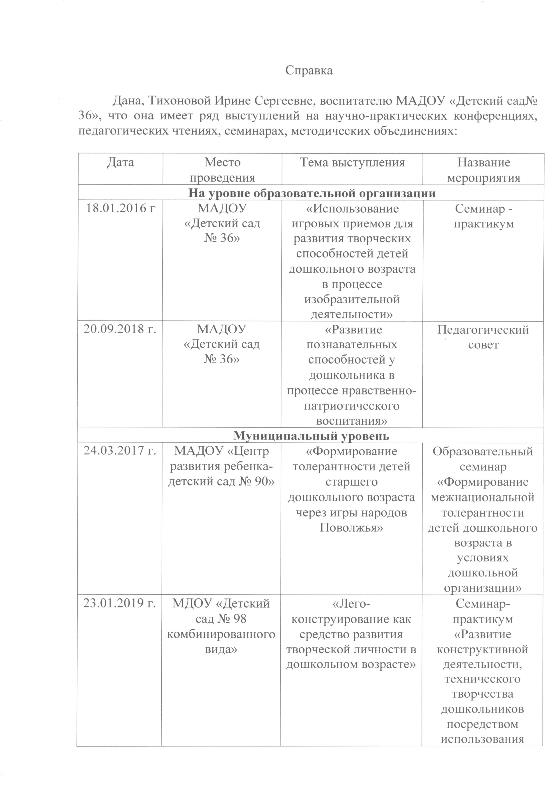 Справка
Дана, Тихоновой Ирине Сергеевне, воспитателю МАДОУ «Детский сад№
36», что она имеет ряд выступлений на научно-практических конференциях,
педагогических чтениях, семинарах, методических объединениях:
Дата
Место
проведения
Тема выступления
Название
мероприятия
На уровне образовательной организации
18.01.2016 г
МАДОУ
«Детский сад
№ 36»
«Использование
игровых приемов для
развития творческих
способностей детей
дошкольного возраста
в процессе
изобразительной
деятельности»
Семинар -
практикум
20.09.2018 г.
МАДОУ
«Детский сад
№ 36»
«Развитие
познавательных
способностей у
дошкольника в
процессе нравственно-
патриотического
воспитания»
Педагогический
совет
Муниципальный уровень
24.03.2017 г.
МАДОУ «Центр
развития ребенка-
детский сад № 90»
«Формирование
толерантности детей
старшего
дошкольного возраста
через игры народов
Поволжья»
Образовательный
семинар
«Формирование
межнациональной
толерантности
детей дошкольного
возраста в
условиях
дошкольной
организации»
23.01.2019 г.
МДОУ «Детский
сад № 98
комбинированного
вида»
«Лего-
конструирование как
средство развития
творческой личности в
дошкольном возрасте»
Семинар-
практикум
«Развитие
конструктивной
деятельности,
технического
творчества
дошкольников
посредством
использования